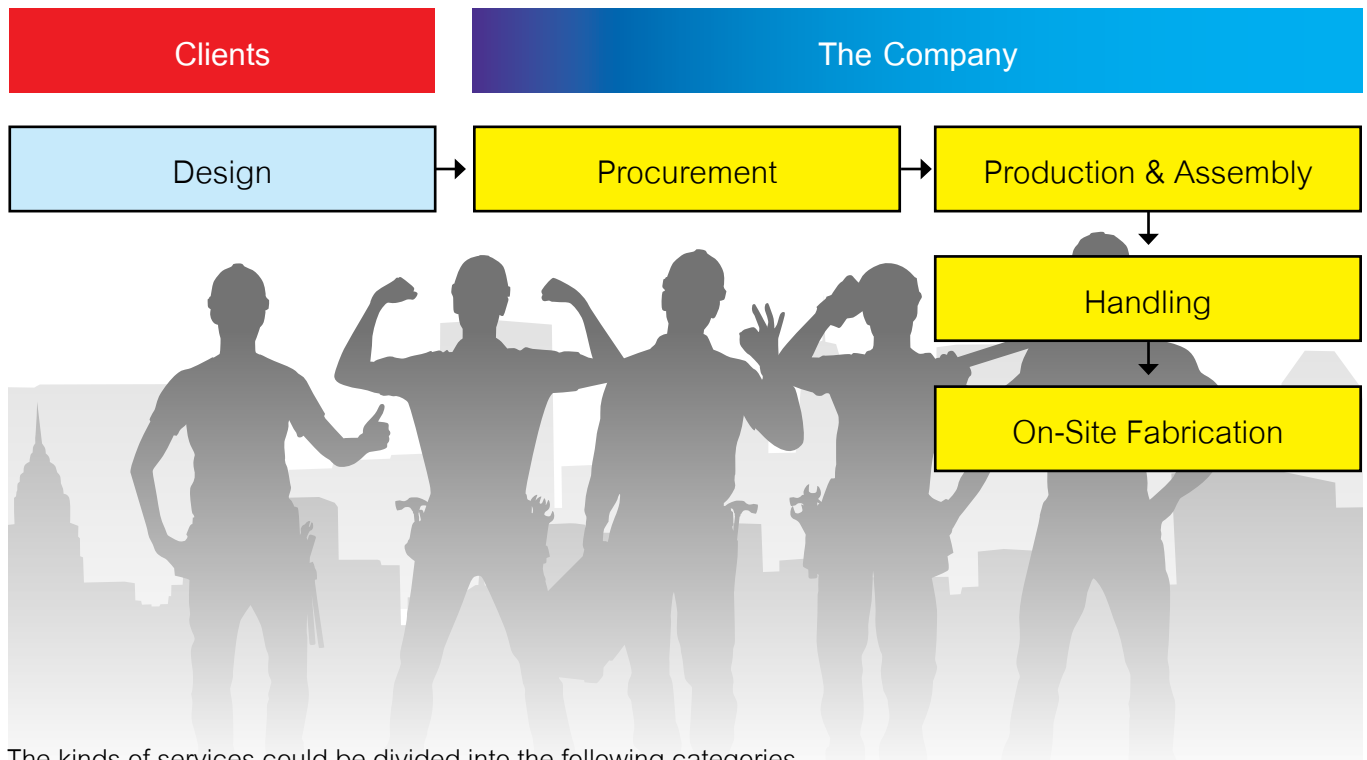 Clients
The Company
Design
Procurement
Production & Assembly
Handling
On-Site Fabrication
The kinds of services could be divided into the following categories